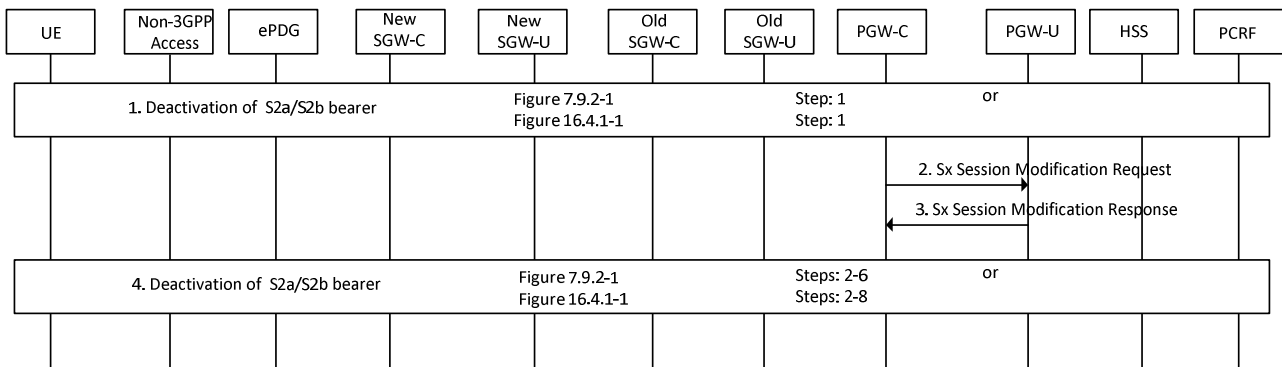 UE
Non-3GPP
Access
ePDG
New
SGW-C
New
SGW-U
Old
SGW-C
Old
SGW-U
PGW-C
PGW-U
HSS
PCRF
1. Deactivation of S2a/S2b bearer
Figure 7.9.2-1 Step: 1 or
Figure 16.4.1-1 Step: 1
2. Sx Session Modification Request
3. Sx Session Modification Response
4. Deactivation of S2a/S2b bearer
Figure 7.9.2-1 Steps: 2-6 or
Figure 16.4.1-1 Steps: 2-8